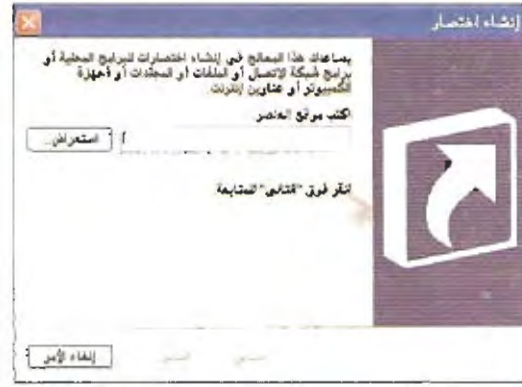 إنشاء اختصار
يساعدك هذا المعالج في إنشاء اختصارات للبرامج المحلية أو
برامج شبكة الاتصال أو الملفات أو المجلدات أو أجهزة
الكمبيوتر أو عناوين إنترنت.
اكتب موقع العنصر
استعراض...
انقر فوق "التالي" للمتابعة
إلغاء الأمر